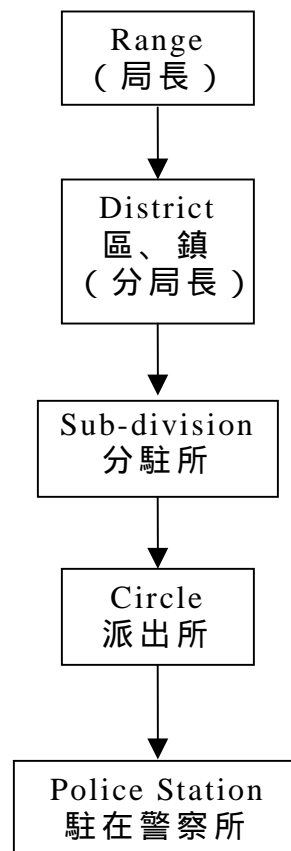 Range
（局長）
District
區、鎮
（分局長）
Sub-division
分駐所
Circle
派出所
Police Station
駐在警察所